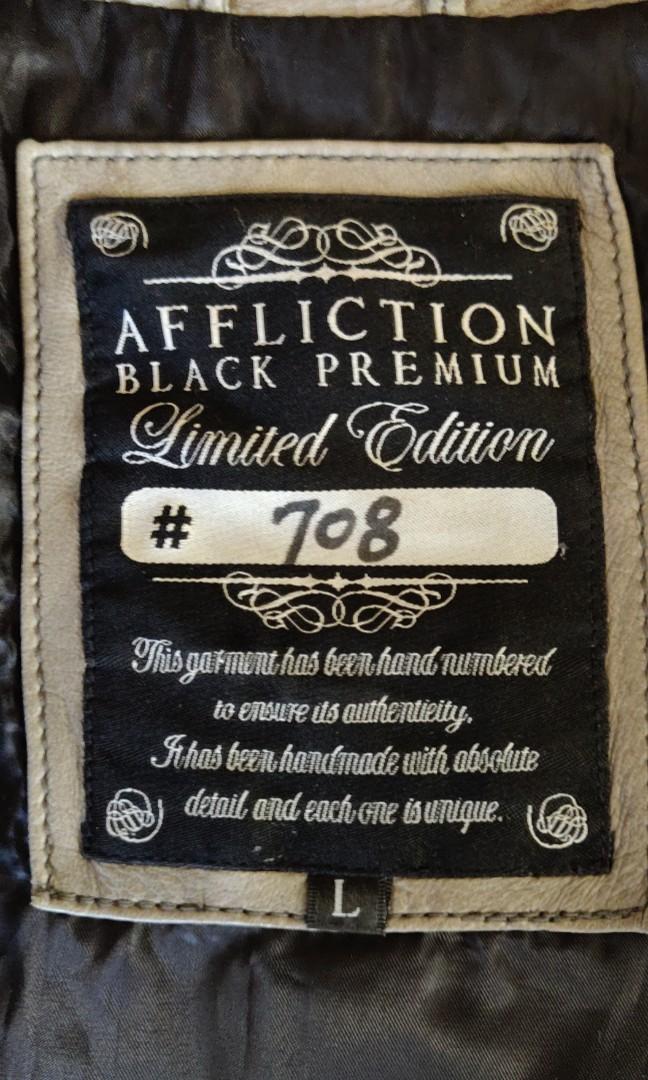 AFFLICTION
BLACK PREMIUM
Limited Edition
# 708
This garment has been hand numbered
to ensure its authenticity.
It has been handmade with absolute
detail and each one is unique.
L